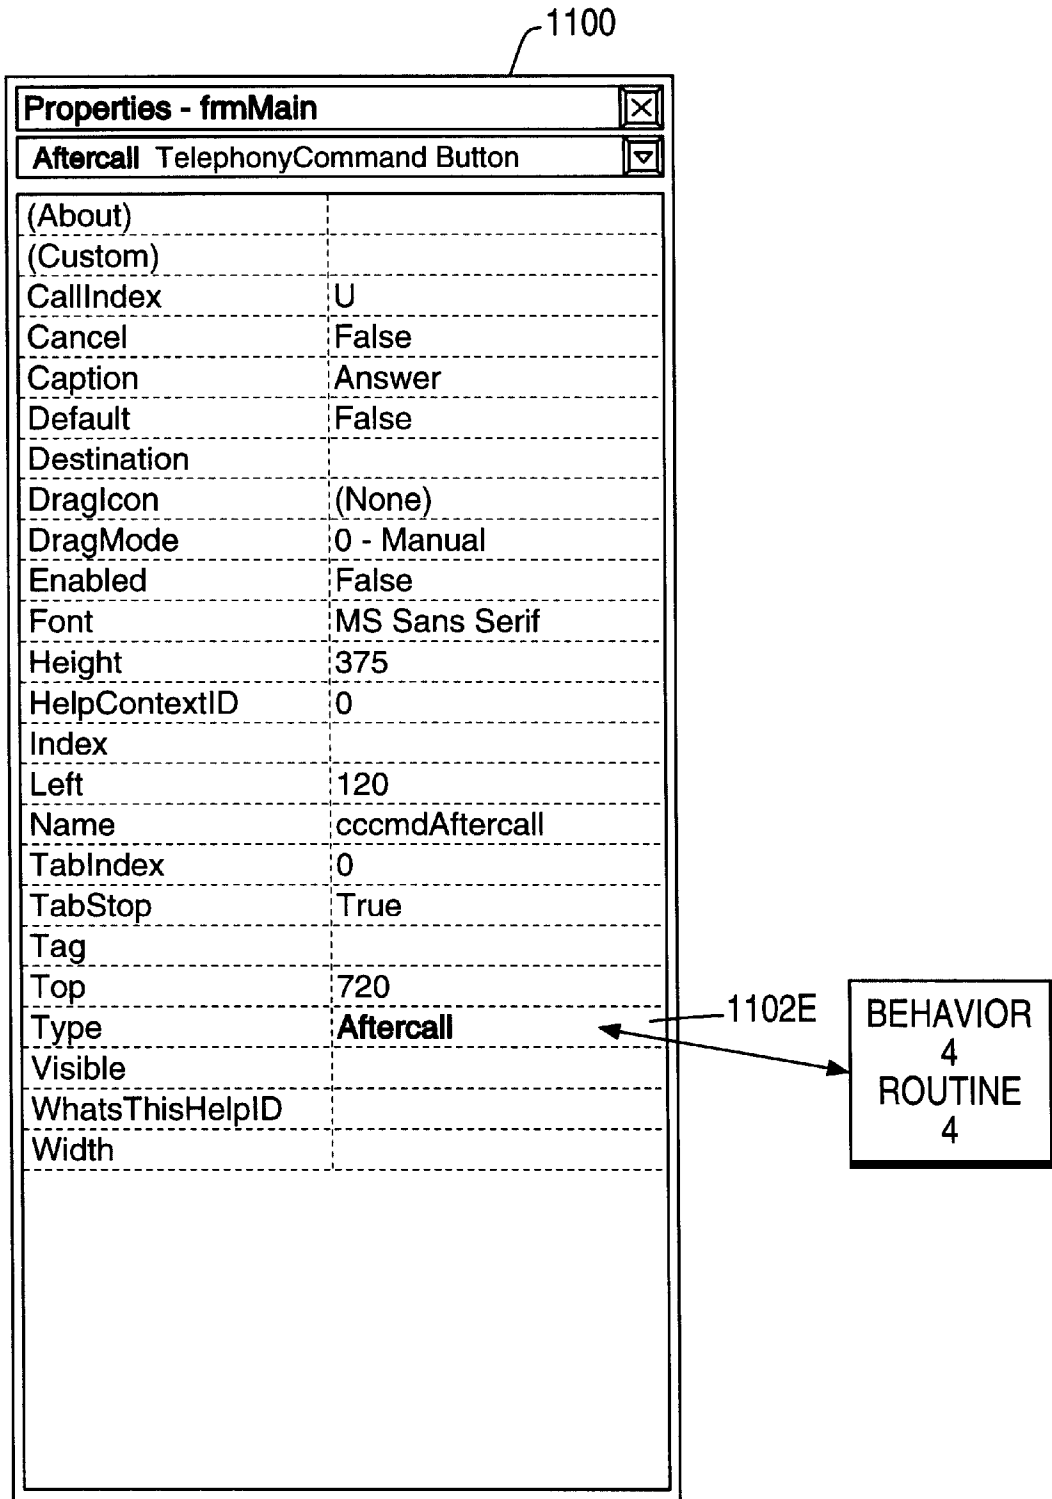 1100
Properties - frmMain
Aftercall TelephonyCommand Button
(About)
(Custom)
CallIndex U
Cancel False
Caption Answer
Default False
Destination
DragIcon (None)
DragMode 0 - Manual
Enabled False
Font MS Sans Serif
Height 375
HelpContextID 0
Index
Left 120
Name cccmdAftercall
TabIndex 0
TabStop True
Tag
Top 720
Type Aftercall
Visible
WhatsThisHelpID
Width
1102E
BEHAVIOR
4
ROUTINE
4